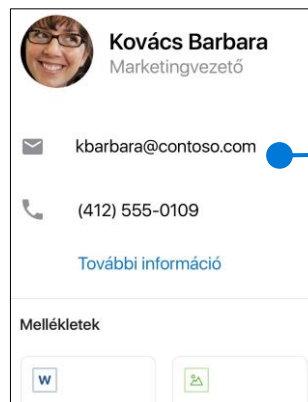 Kovács Barbara
Marketingvezető
kbarbara@contoso.com
(412) 555-0109
További információ
Mellékletek
W